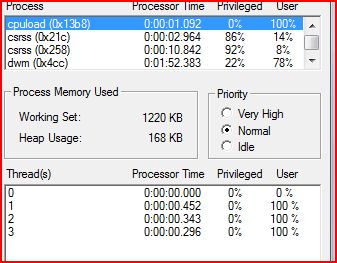 Process Processor Time Privileged User
cpuload (0x13b8) 0:00:01.092 0% 100%
csrss (0x21c) 0:00:02.964 86% 14%
csrss (0x258) 0:00:10.842 92% 8%
dwm (0x4cc) 0:01:52.383 22% 78%
Process Memory Used
Working Set: 1220 KB
Heap Usage: 168 KB
Priority
Very High
Normal
Idle
Thread(s) Processor Time Privileged User
0 0:00:00.000 0% 0 %
1 0:00:00.452 0% 100 %
2 0:00:00.343 0% 100 %
3 0:00:00.296 0% 100 %